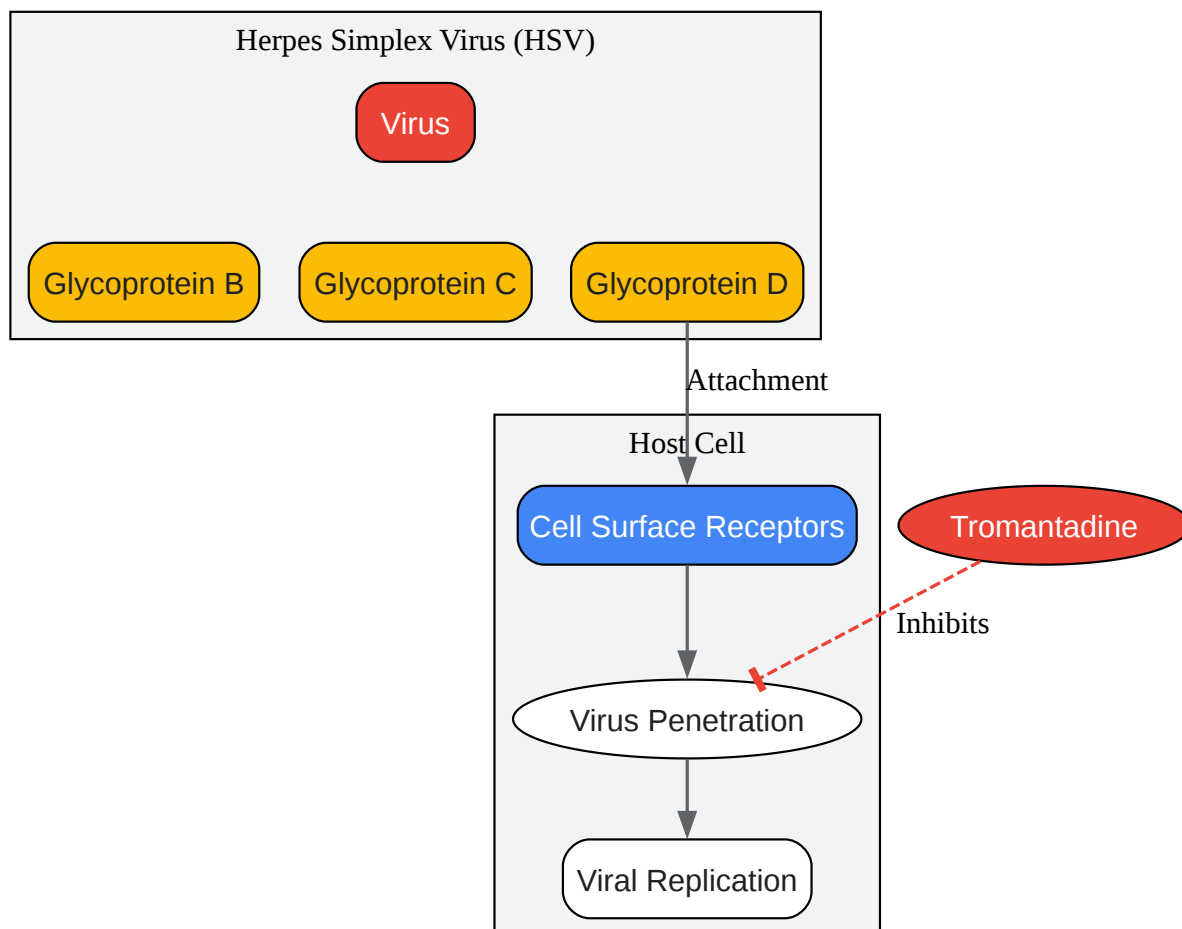 Herpes Simplex Virus (HSV)
Virus
Glycoprotein B
Glycoprotein C
Glycoprotein D
Attachment
Host Cell
Cell Surface Receptors
Tromantadine
Inhibits
Virus Penetration
Viral Replication